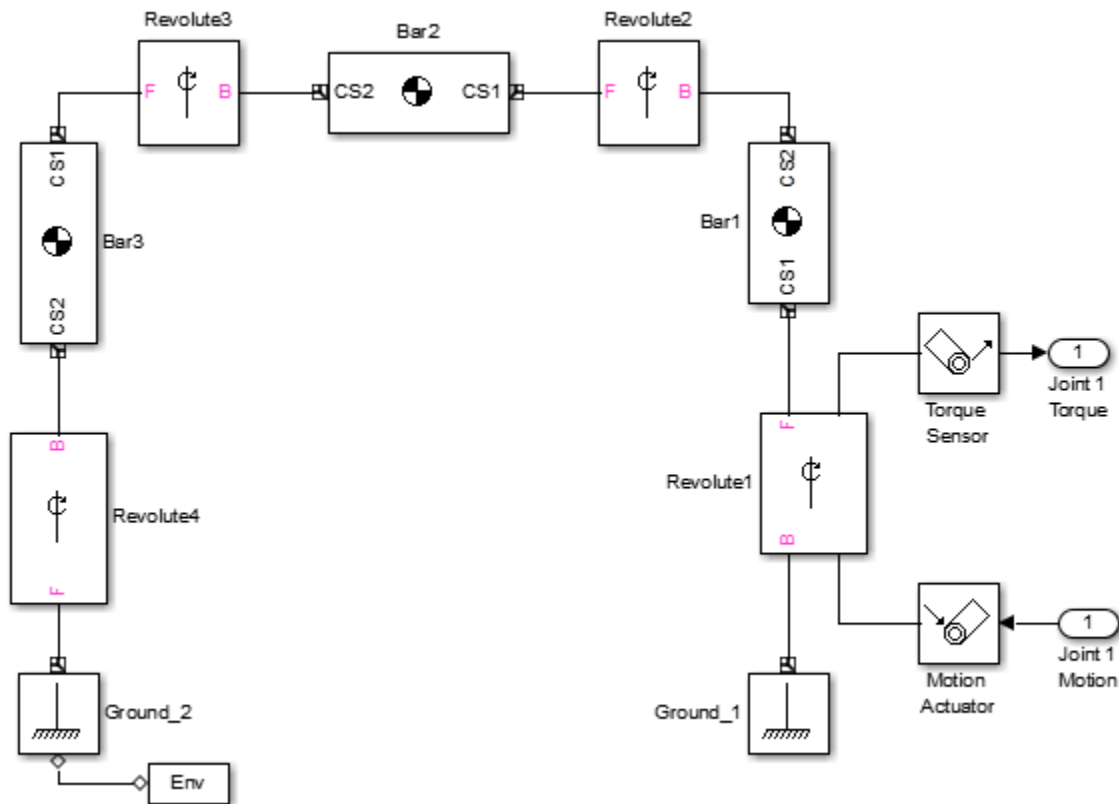 Revolute3
Bar2
Revolute2
F
B
CS2
CS1
F
B
CS1
CS2
Bar3
Bar1
CS2
CS1
Torque
Sensor
1
Joint 1
Torque
B
Revolute4
F
F
Revolute1
B
Motion
Actuator
1
Joint 1
Motion
Ground_2
Ground_1
Env